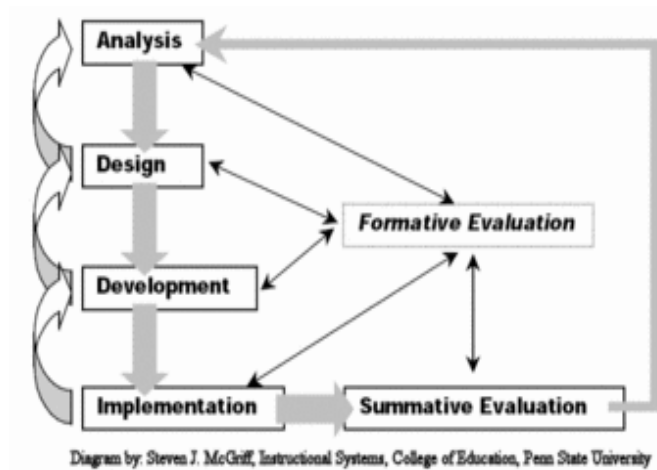 Analysis
Design
Formative Evaluation
Development
Implementation
Summative Evaluation
Diagram by: Steven J. McGriff, Instructional Systems, College of Education, Penn State University